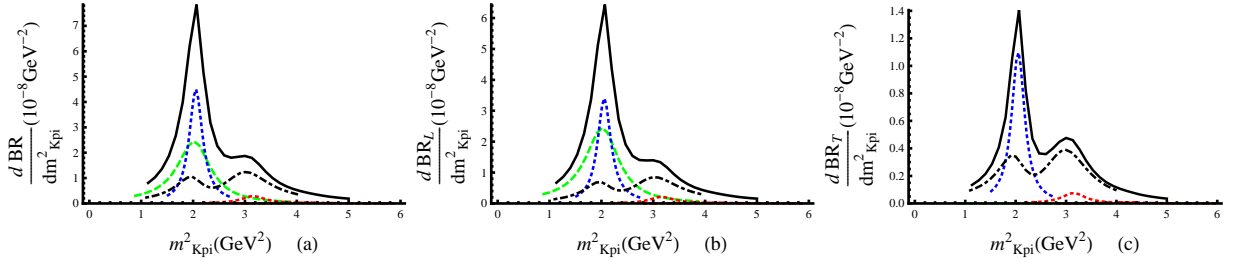 7
6
5
4
3
2
1
0
0 1 2 3 4 5 6
d BR
dm²Kpi
(10⁻⁸GeV⁻²)
m²Kpi(GeV²) (a)
6
5
4
3
2
1
0
0 1 2 3 4 5 6
d BR_L
dm²Kpi
(10⁻⁸GeV⁻²)
m²Kpi(GeV²) (b)
1.4
1.2
1.0
0.8
0.6
0.4
0.2
0.0
0 1 2 3 4 5 6
d BR_T
dm²Kpi
(10⁻⁸GeV⁻²)
m²Kpi(GeV²) (c)